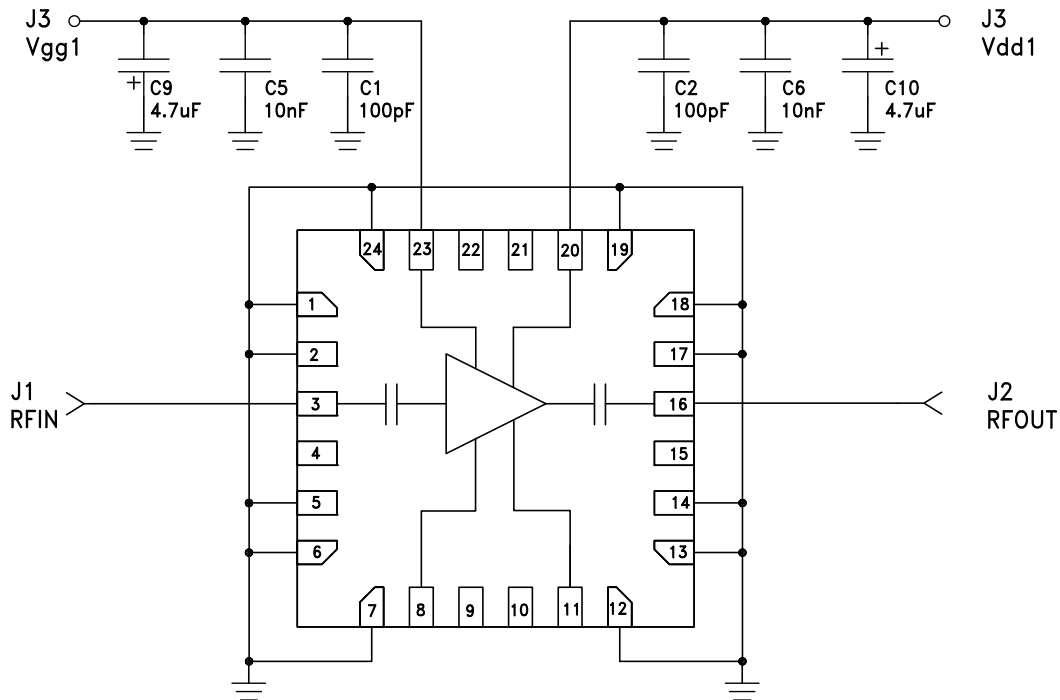 J3
Vgg1
J3
Vdd1
+
C9
4.7uF
C5
10nF
C1
100pF
C2
100pF
C6
10nF
+
C10
4.7uF
24
23
22
21
20
19
1
18
2
17
J1
RFIN
3
16
J2
RFOUT
4
15
5
14
6
13
7
8
9
10
11
12